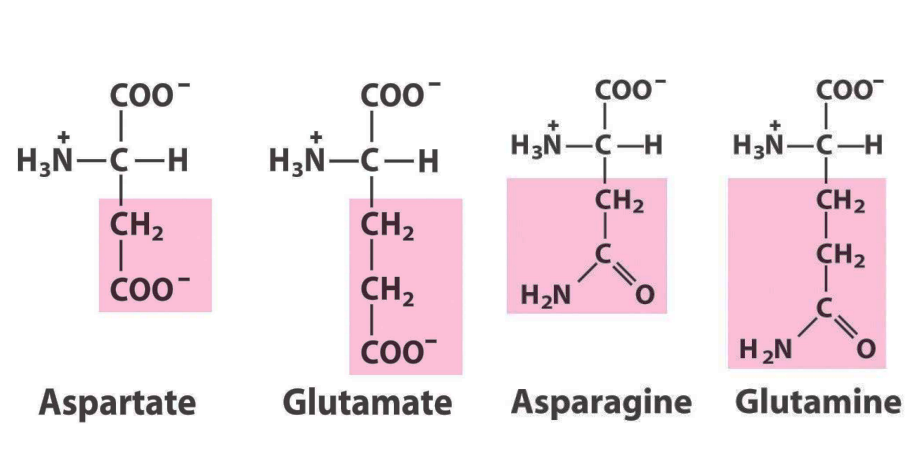 COO⁻
H₃N⁺—C—H
CH₂
COO⁻
Aspartate
COO⁻
H₃N⁺—C—H
CH₂
CH₂
COO⁻
Glutamate
COO⁻
H₃N⁺—C—H
CH₂
C
H₂N O
Asparagine
COO⁻
H₃N⁺—C—H
CH₂
CH₂
C
H₂N O
Glutamine